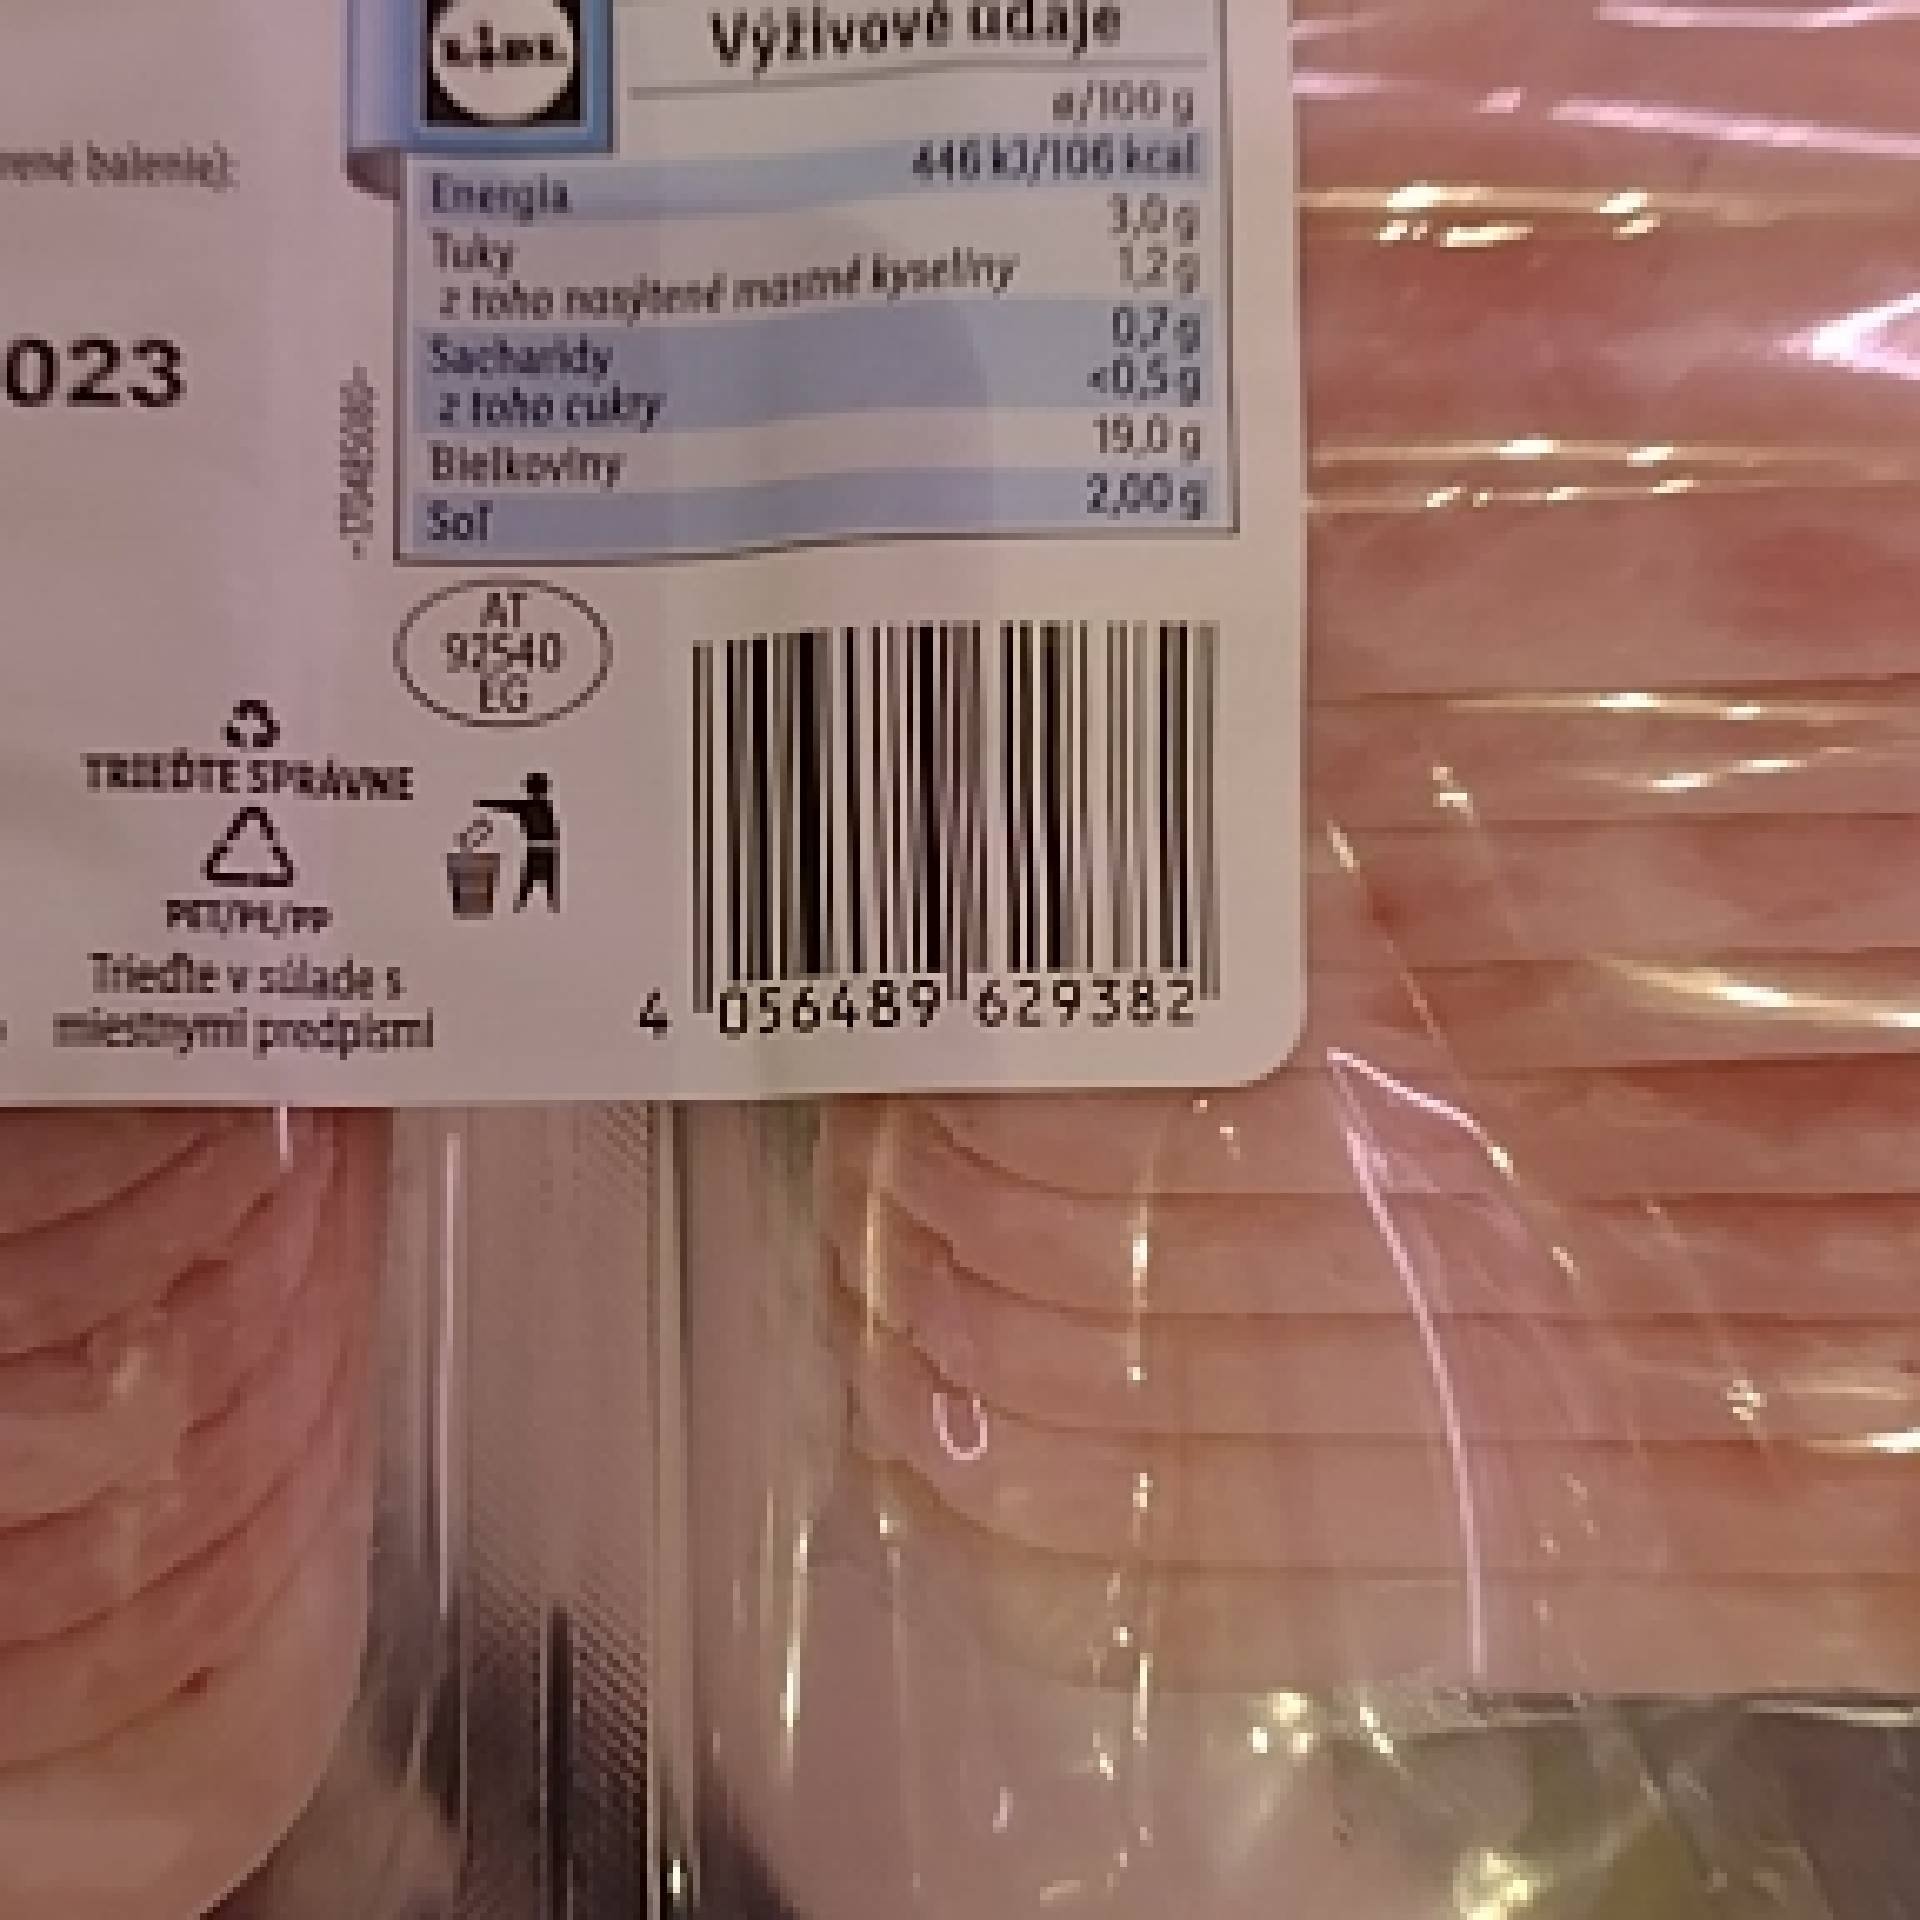 LIDL
Výživové údaje
ø/100 g
Energia 446 kJ/106 kcal
Tuky 3,0 g
z toho nasýtené mastné kyseliny 1,2 g
Sacharidy 0,7 g
z toho cukry <0,5 g
Bielkoviny 19,0 g
Soľ 2,00 g
balenie):
023
AT
92540
EG
TRIEĎTE SPRÁVNE
PET/PE/PP
Trieďte v súlade s
miestnymi predpismi
4 056489 629382